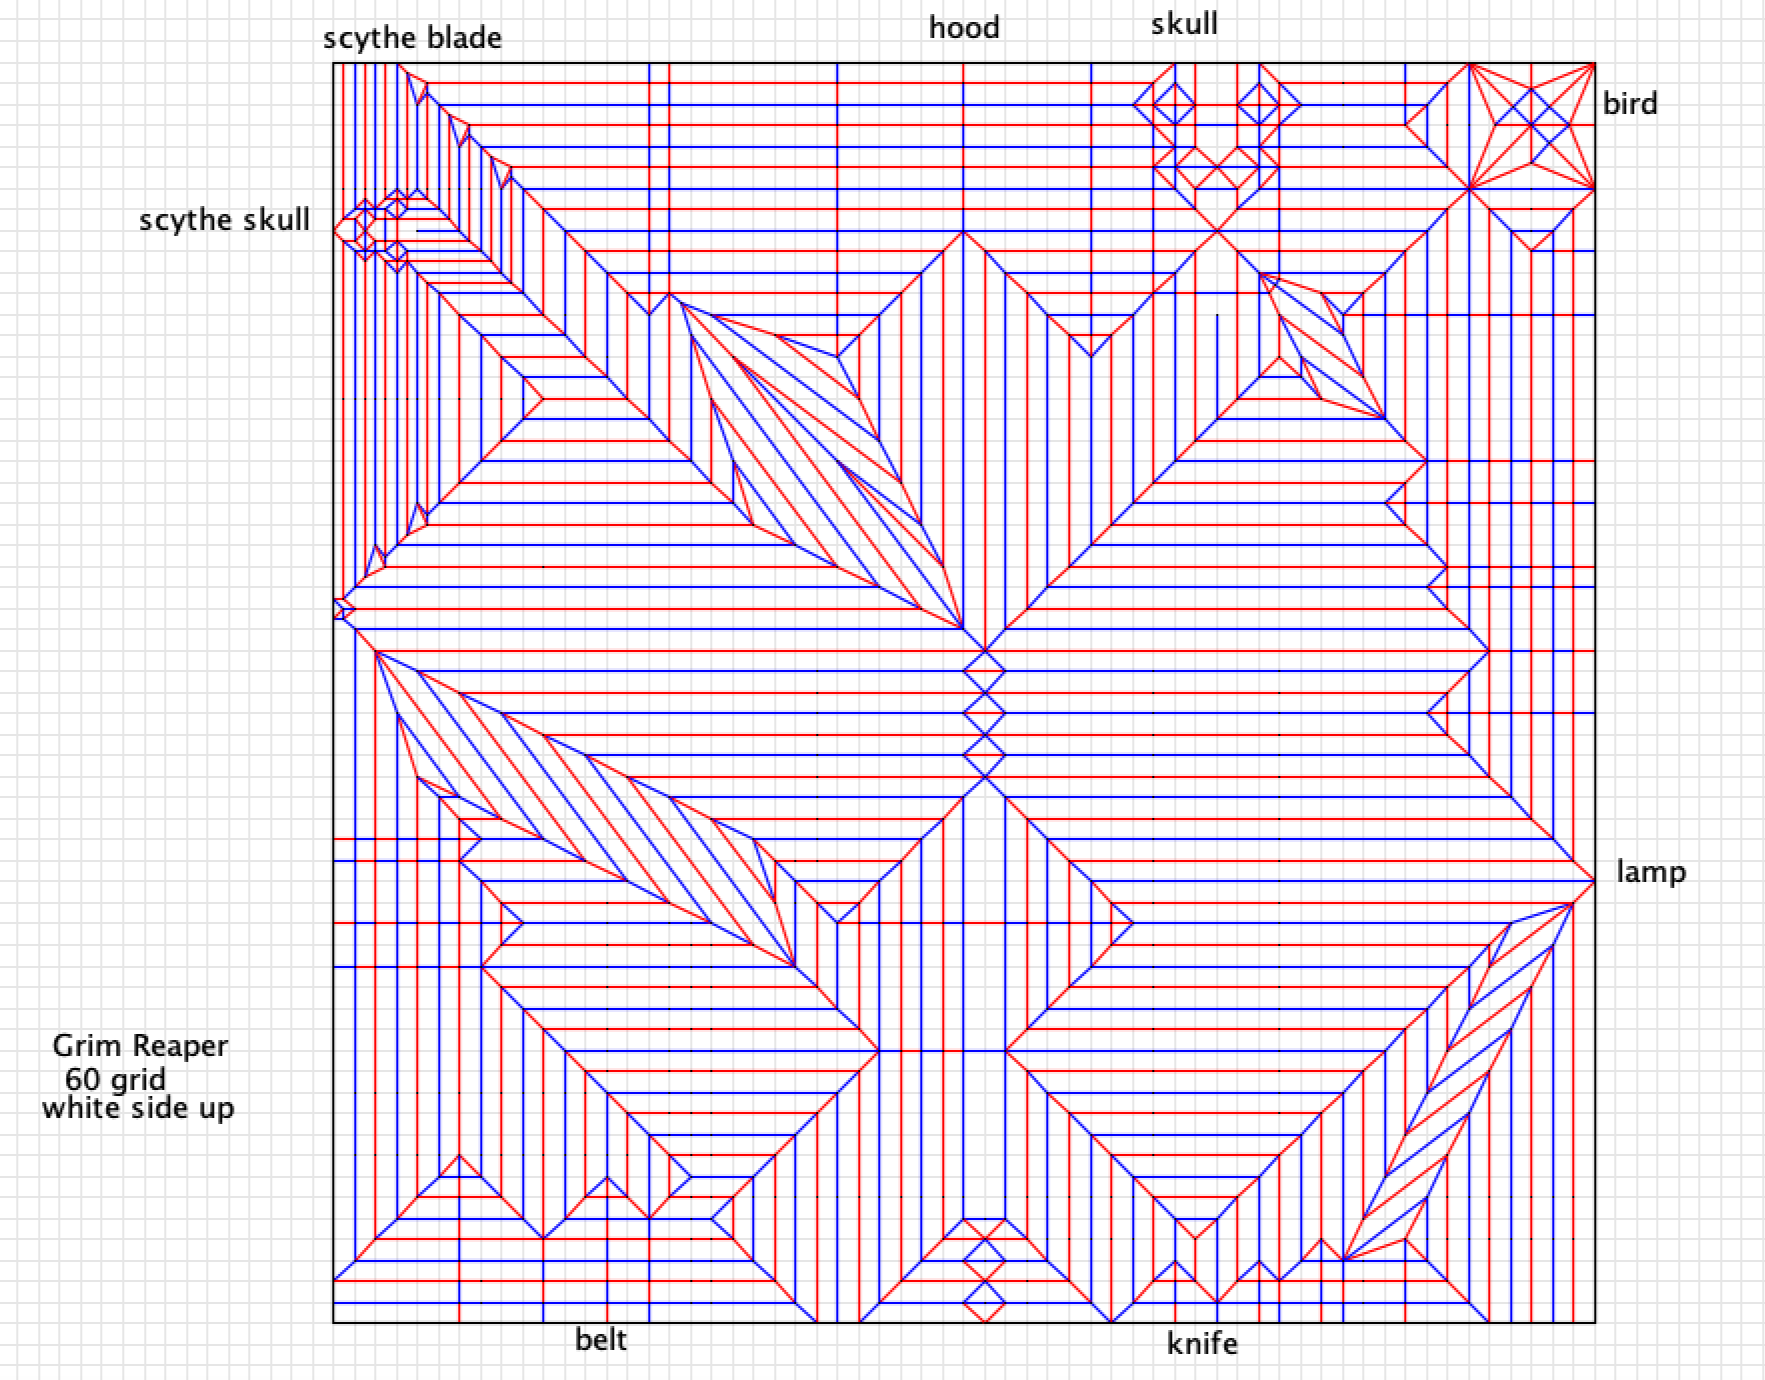 scythe blade
hood
skull
bird
scythe skull
lamp
Grim Reaper
60 grid
white side up
belt
knife